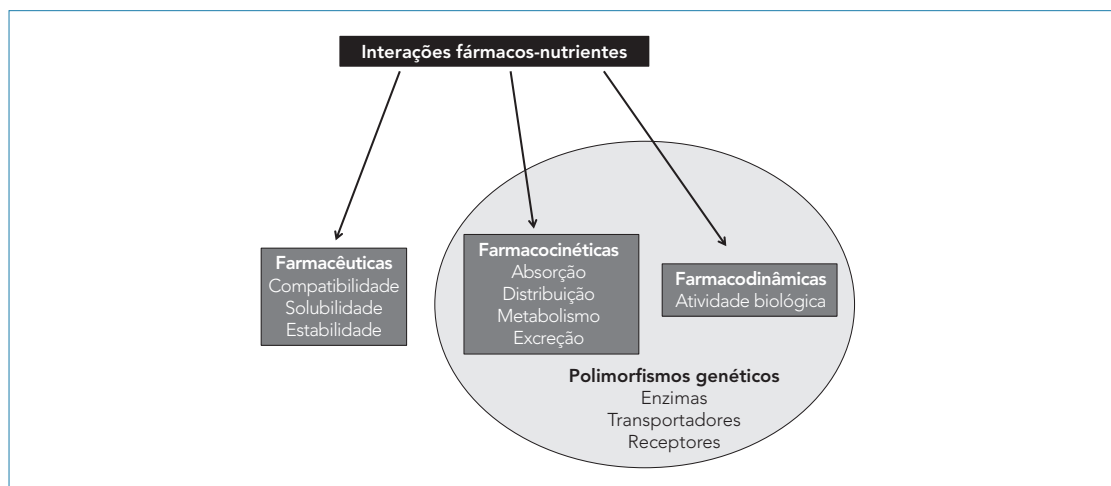 Interações fármacos-nutrientes
Farmacêuticas
Compatibilidade
Solubilidade
Estabilidade
Farmacocinéticas
Absorção
Distribuição
Metabolismo
Excreção
Farmacodinâmicas
Atividade biológica
Polimorfismos genéticos
Enzimas
Transportadores
Receptores